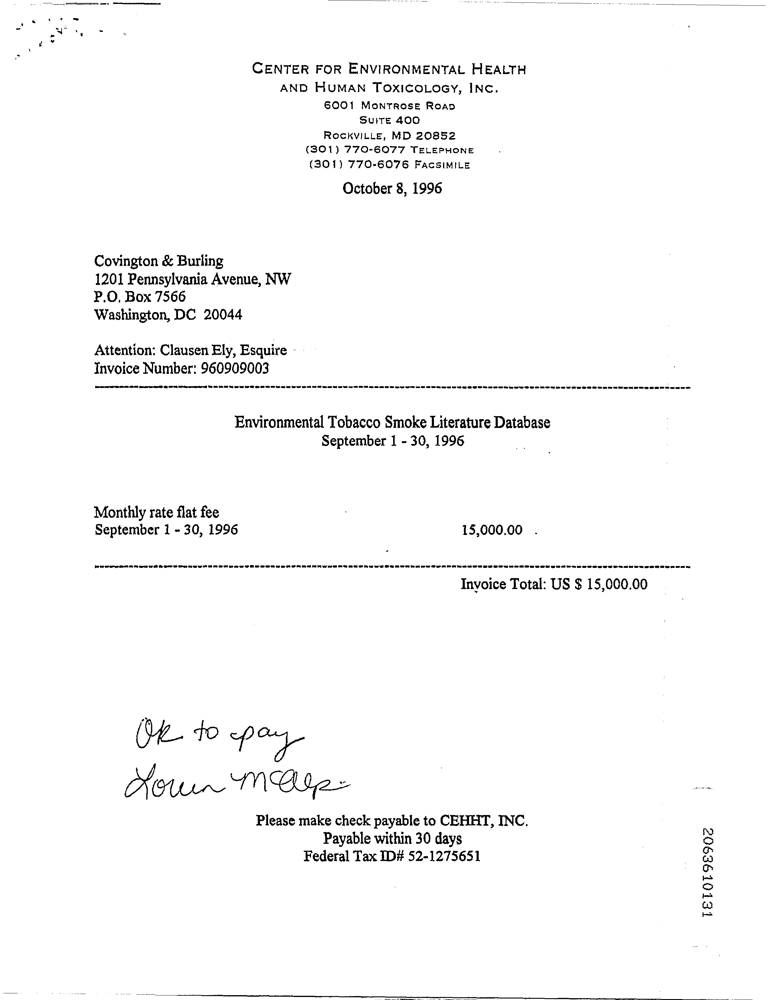 CENTER FOR ENVIRONMENTAL HEALTH
AND HUMAN TOXICOLOGY, INC.
6001 MONTROSE ROAD
SUITE 400
ROCKVILLE, MD 20852
(301) 770-6077 TELEPHONE
(301) 770-6076 FACSIMILE
October 8, 1996
Covington & Burling
1201 Pennsylvania Avenue, NW
P.O. Box 7566
Washington, DC 20044
Attention: Clausen Ely, Esquire
Invoice Number: 960909003
Environmental Tobacco Smoke Literature Database
September 1 - 30, 1996
Monthly rate flat fee
September 1 - 30, 1996 15,000.00
Invoice Total: US $ 15,000.00
Ok to pay
Please make check payable to CEHHT, INC.
Payable within 30 days
Federal Tax ID# 52-1275651
2063610131